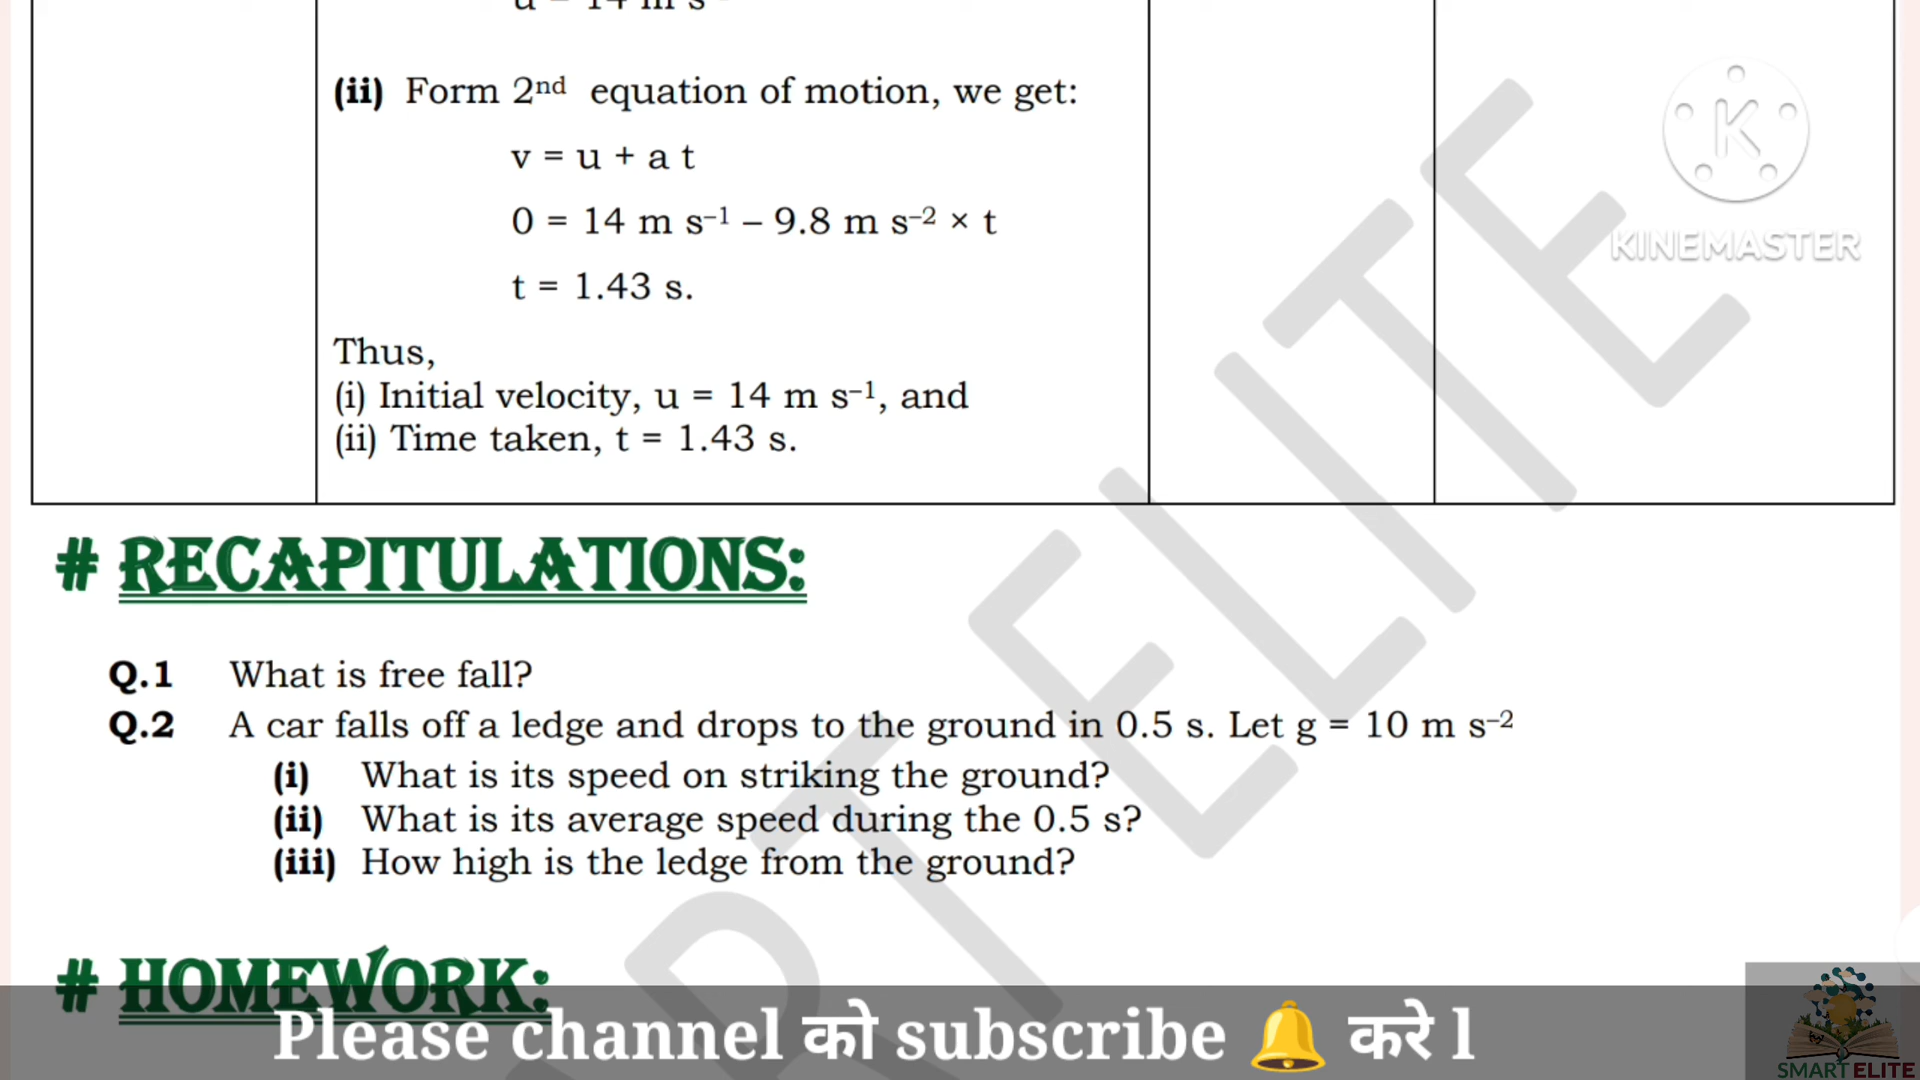 (ii) Form 2nd equation of motion, we get:
v = u + a t
0 = 14 m s–1 – 9.8 m s–2 × t
t = 1.43 s.
Thus,
(i) Initial velocity, u = 14 m s–1, and
(ii) Time taken, t = 1.43 s.
KINEMASTER
# RECAPITULATIONS:
Q.1 What is free fall?
Q.2 A car falls off a ledge and drops to the ground in 0.5 s. Let g = 10 m s–2
(i) What is its speed on striking the ground?
(ii) What is its average speed during the 0.5 s?
(iii) How high is the ledge from the ground?
# HOMEWORK:
Please channel को subscribe 🔔 करे l
SMART ELITE